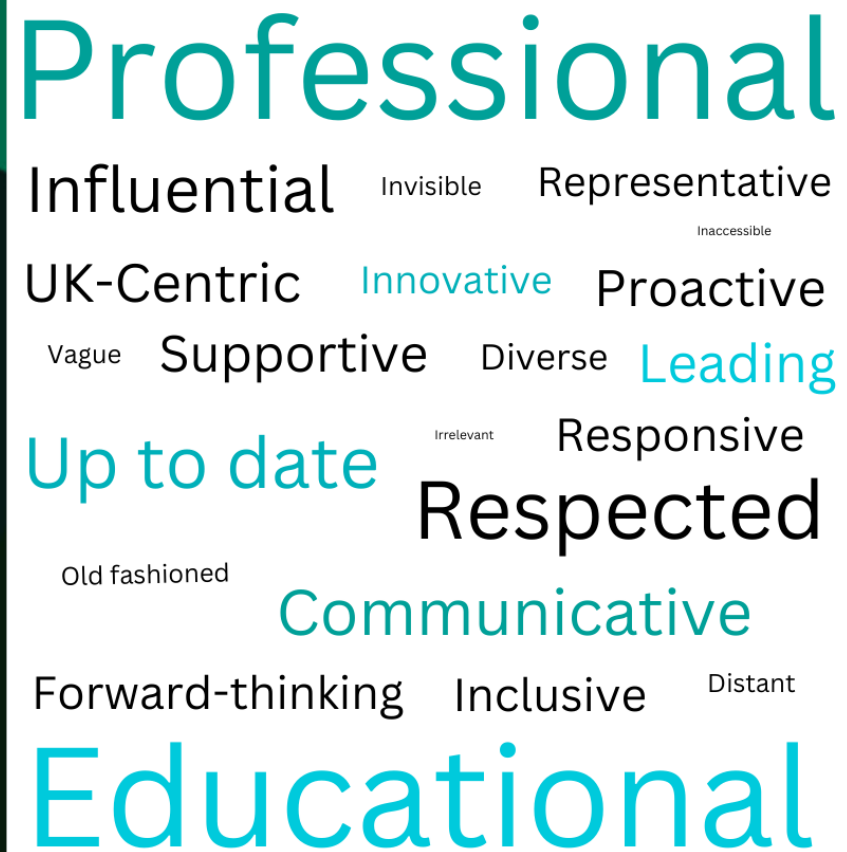 Professional
Influential Invisible Representative
Inaccessible
UK-Centric Innovative Proactive
Vague Supportive Diverse Leading
Up to date Irrelevant Responsive
Respected
Old fashioned
Communicative
Forward-thinking Inclusive Distant
Educational